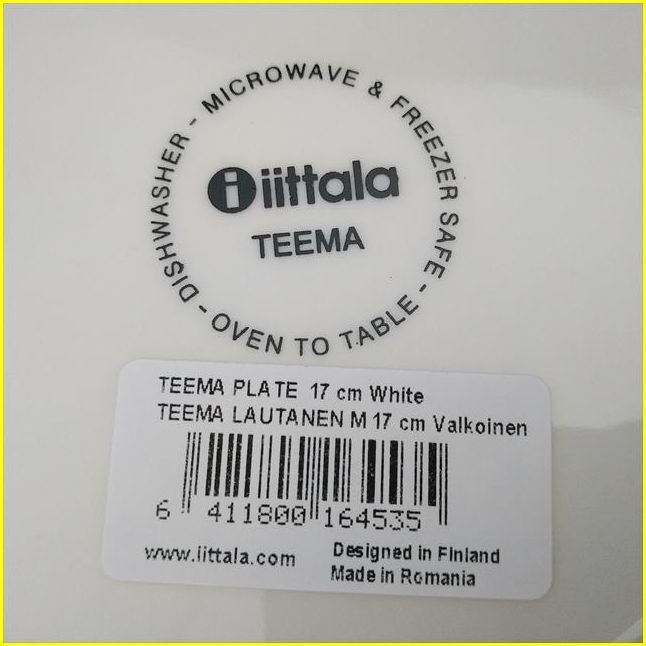 DISHWASHER - MICROWAVE & FREEZER SAFE - OVEN TO TABLE -
i iittala
TEEMA
TEEMA PLATE 17 cm White
TEEMA LAUTANEN M 17 cm Valkoinen
6 411800 164535
www.iittala.com
Designed in Finland
Made in Romania